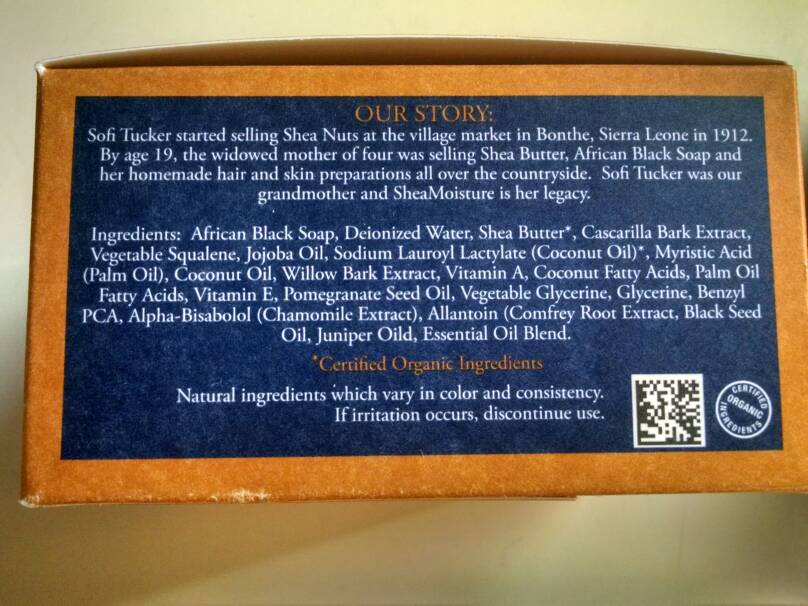 OUR STORY:
Sofi Tucker started selling Shea Nuts at the village market in Bonthe, Sierra Leone in 1912.
By age 19, the widowed mother of four was selling Shea Butter, African Black Soap and
her homemade hair and skin preparations all over the countryside. Sofi Tucker was our
grandmother and SheaMoisture is her legacy.
Ingredients: African Black Soap, Deionized Water, Shea Butter*, Cascarilla Bark Extract,
Vegetable Squalene, Jojoba Oil, Sodium Lauroyl Lactylate (Coconut Oil)*, Myristic Acid
(Palm Oil), Coconut Oil, Willow Bark Extract, Vitamin A, Coconut Fatty Acids, Palm Oil
Fatty Acids, Vitamin E, Pomegranate Seed Oil, Vegetable Glycerine, Glycerine, Benzyl
PCA, Alpha-Bisabolol (Chamomile Extract), Allantoin (Comfrey Root Extract, Black Seed
Oil, Juniper Oild, Essential Oil Blend.
*Certified Organic Ingredients
Natural ingredients which vary in color and consistency.
If irritation occurs, discontinue use.
CERTIFIED
ORGANIC
INGREDIENTS